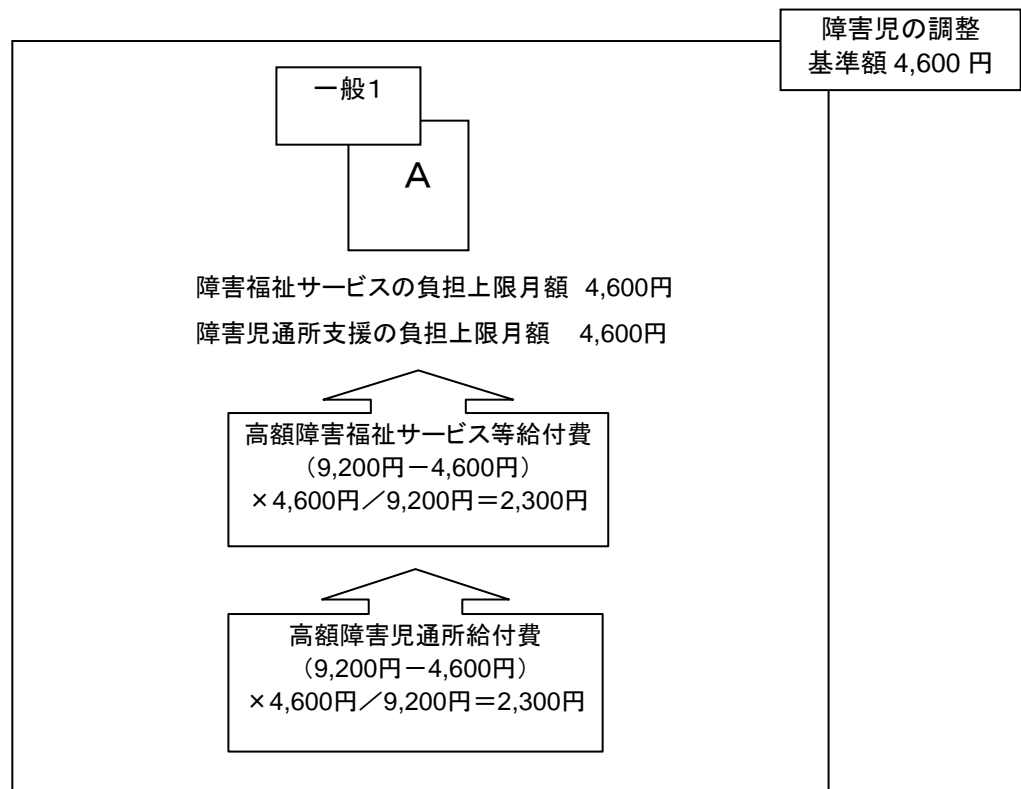 障害児の調整
基準額 4,600 円
一般1
A
障害福祉サービスの負担上限月額 4,600円
障害児通所支援の負担上限月額 4,600円
高額障害福祉サービス等給付費
（9,200円－4,600円）
×4,600円／9,200円＝2,300円
高額障害児通所給付費
（9,200円－4,600円）
×4,600円／9,200円＝2,300円